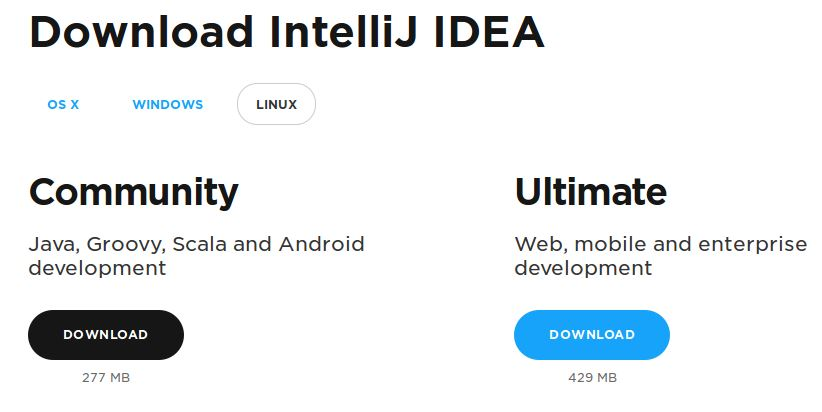 Download IntelliJ IDEA
OS X WINDOWS LINUX
Community
Java, Groovy, Scala and Android
development
DOWNLOAD
277 MB
Ultimate
Web, mobile and enterprise
development
DOWNLOAD
429 MB